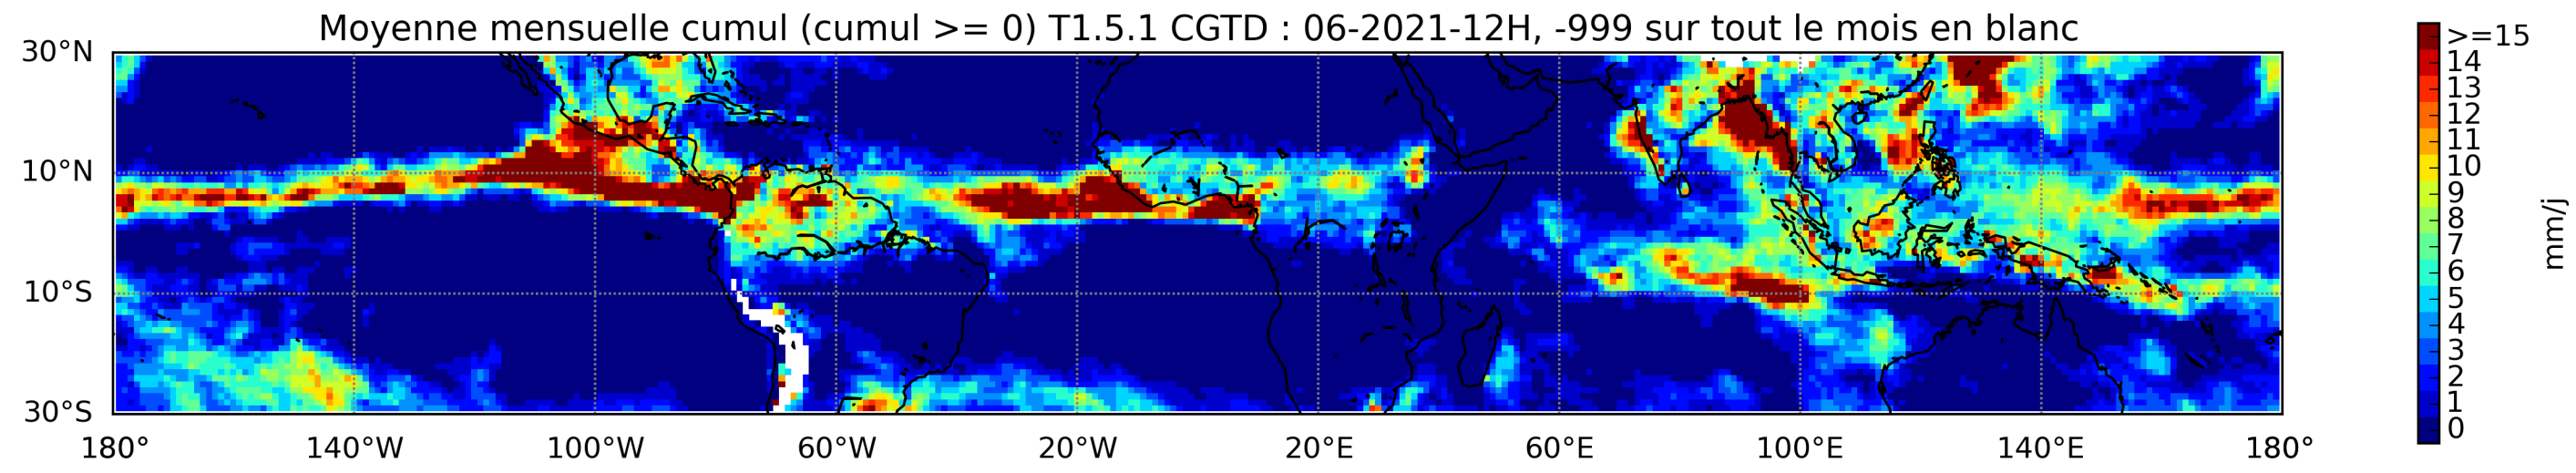 Moyenne mensuelle cumul (cumul >= 0) T1.5.1 CGTD : 06-2021-12H, -999 sur tout le mois en blanc
30°N
10°N
10°S
30°S
180°
140°W
100°W
60°W
20°W
20°E
60°E
100°E
140°E
180°
>=15
14
13
12
11
10
9
8
7
6
5
4
3
2
1
0
mm/j